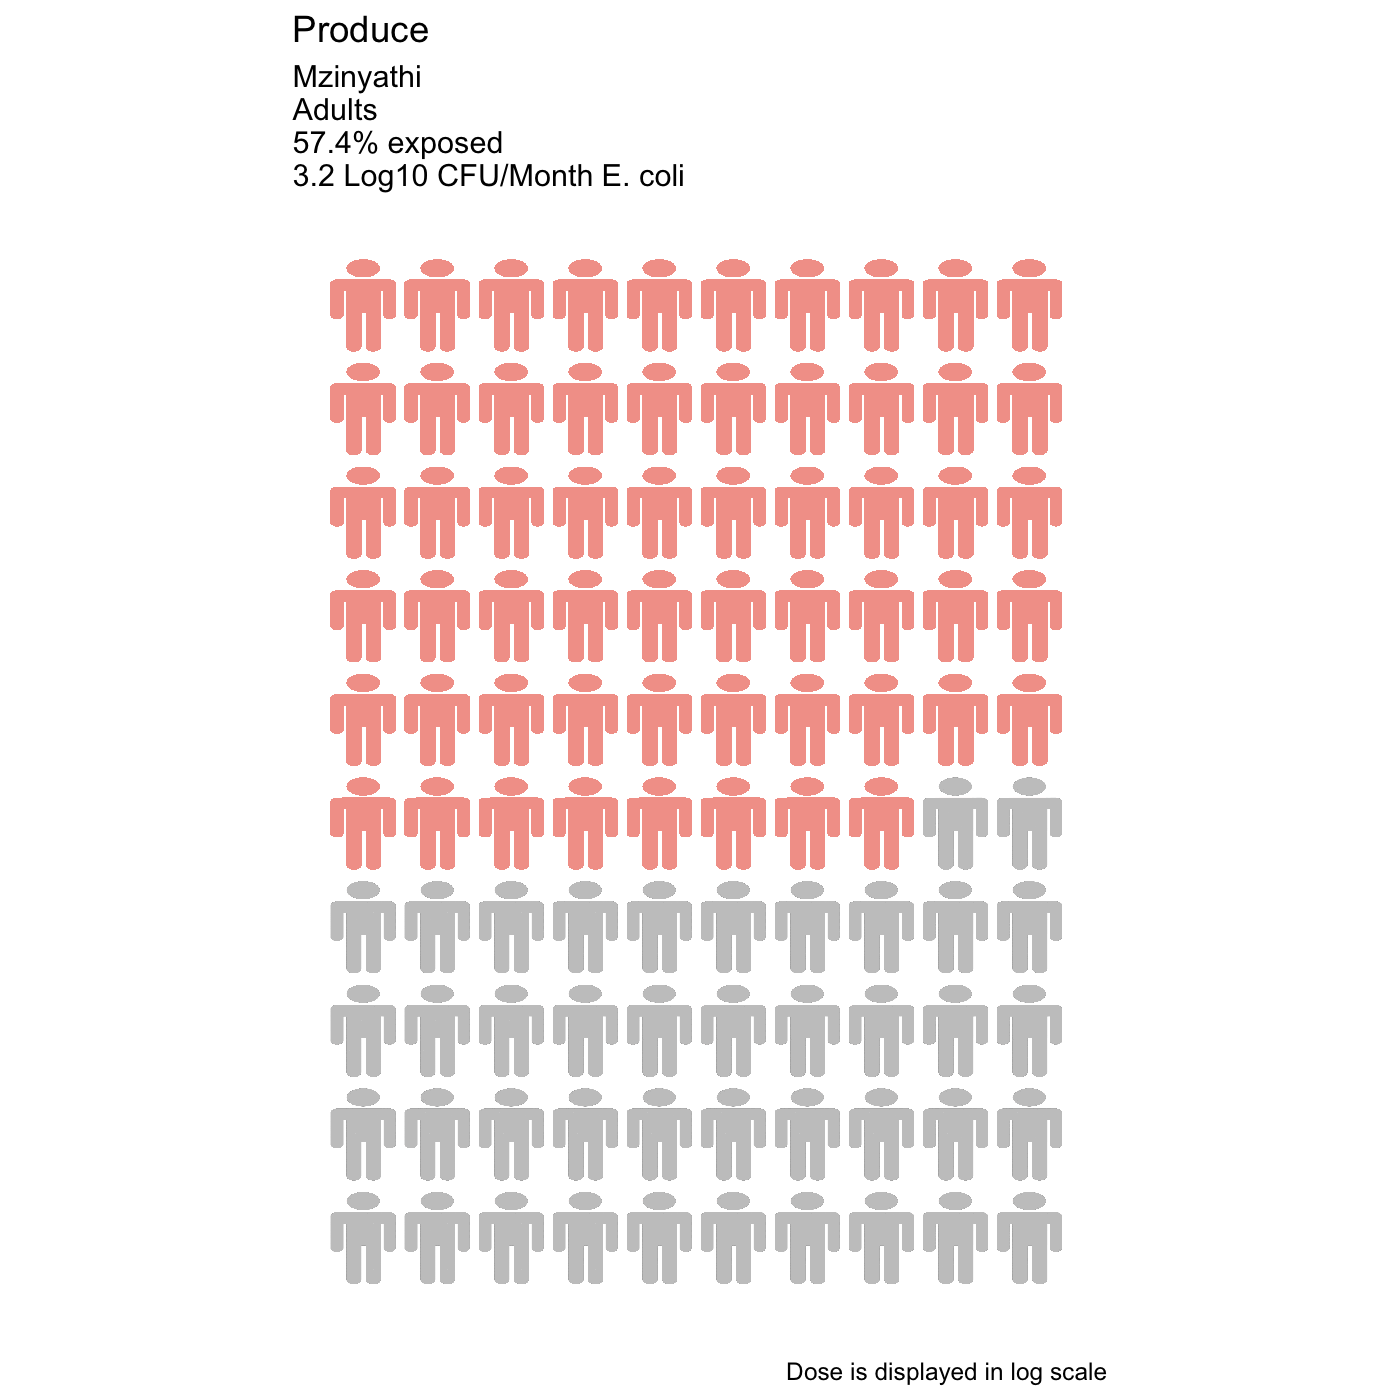 Produce
Mzinyathi
Adults
57.4% exposed
3.2 Log10 CFU/Month E. coli
Dose is displayed in log scale